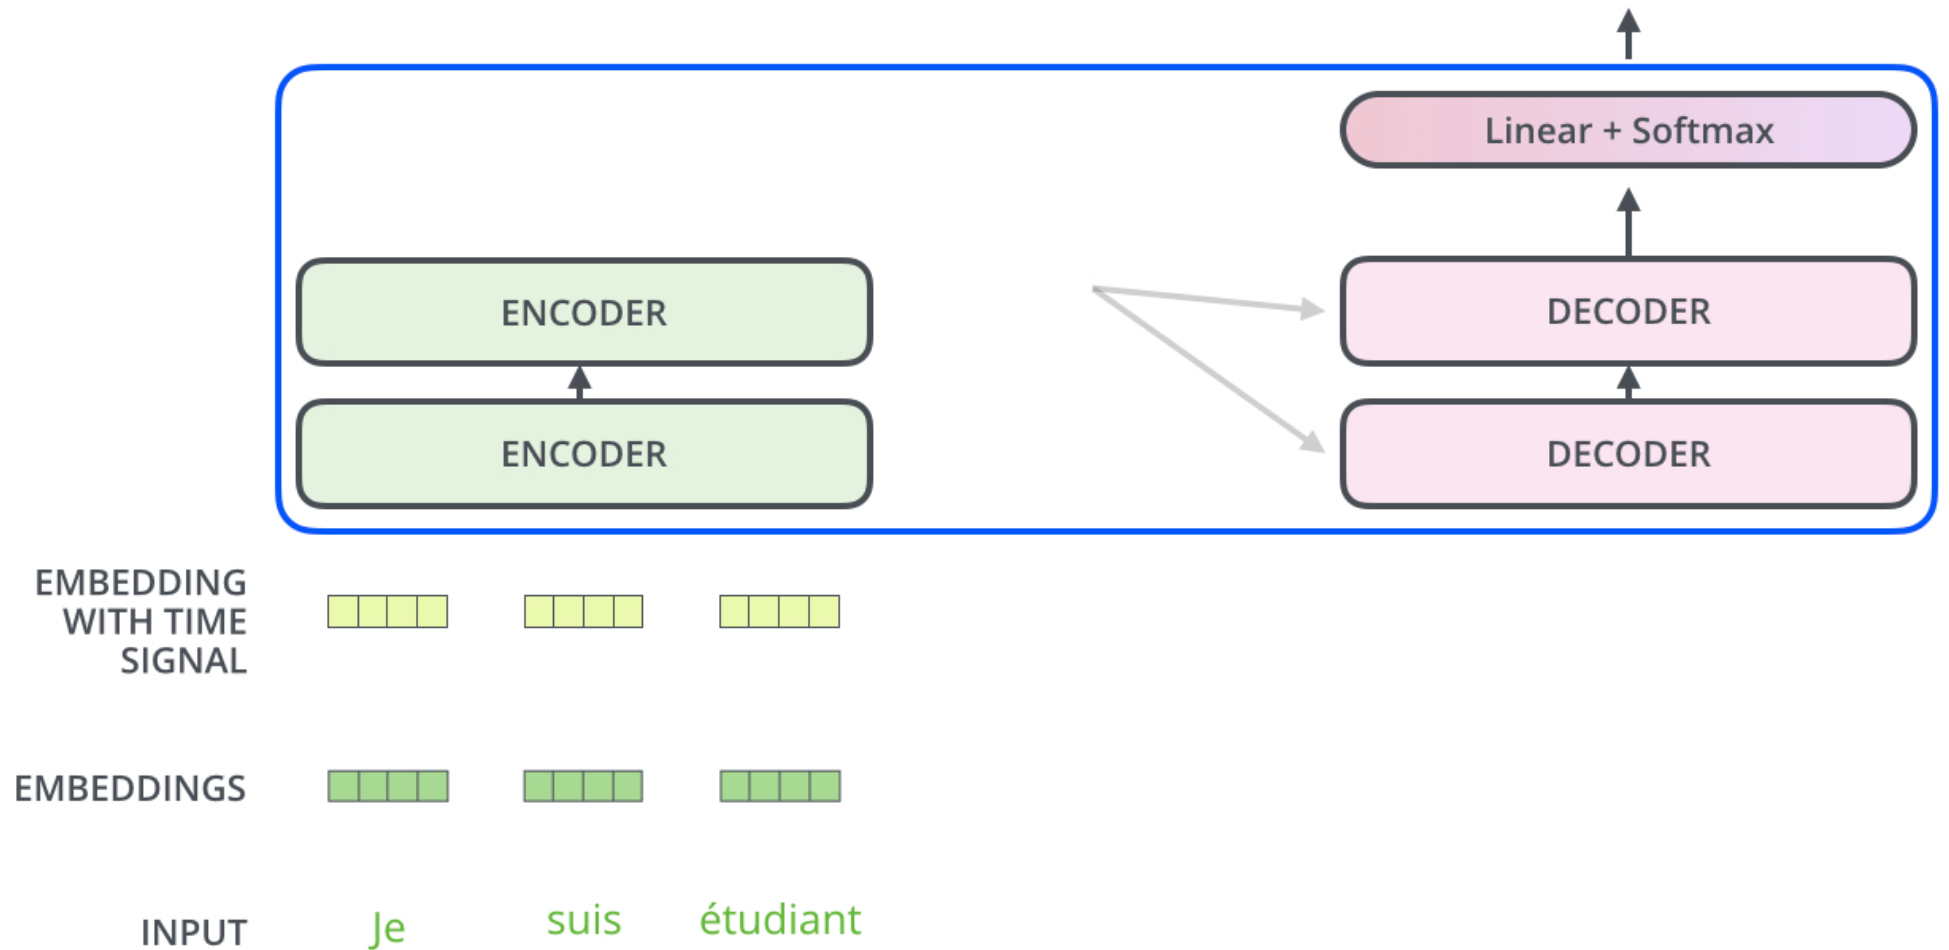 Linear + Softmax
ENCODER
DECODER
ENCODER
DECODER
EMBEDDING
WITH TIME
SIGNAL
EMBEDDINGS
INPUT
Je suis étudiant